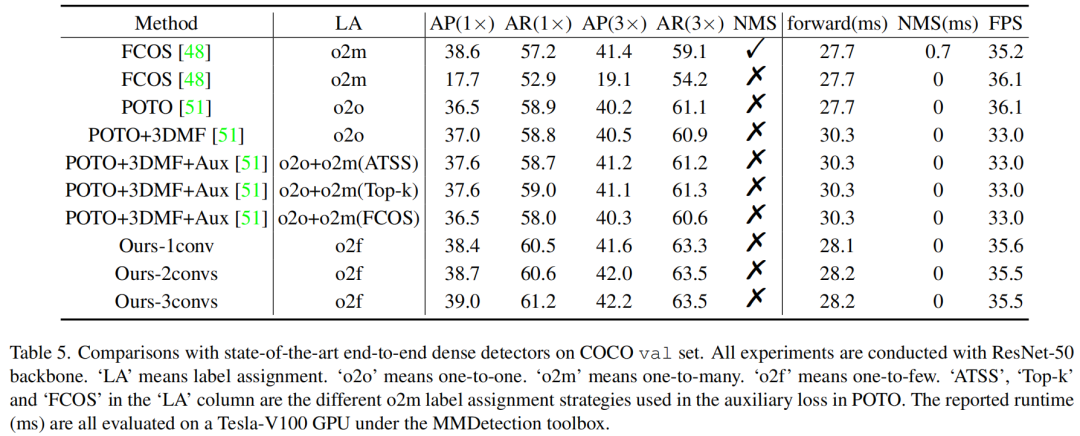 Method LA AP(1×) AR(1×) AP(3×) AR(3×) NMS forward(ms) NMS(ms) FPS
FCOS [48] o2m 38.6 57.2 41.4 59.1 ✓ 27.7 0.7 35.2
FCOS [48] o2m 17.7 52.9 19.1 54.2 ✗ 27.7 0 36.1
POTO [51] o2o 36.5 58.9 40.2 61.1 ✗ 27.7 0 36.1
POTO+3DMF [51] o2o 37.0 58.8 40.5 60.9 ✗ 30.3 0 33.0
POTO+3DMF+Aux [51] o2o+o2m(ATSS) 37.6 58.7 41.2 61.2 ✗ 30.3 0 33.0
POTO+3DMF+Aux [51] o2o+o2m(Top-k) 37.6 59.0 41.1 61.3 ✗ 30.3 0 33.0
POTO+3DMF+Aux [51] o2o+o2m(FCOS) 36.5 58.0 40.3 60.6 ✗ 30.3 0 33.0
Ours-1conv o2f 38.4 60.5 41.6 63.3 ✗ 28.1 0 35.6
Ours-2convs o2f 38.7 60.6 42.0 63.5 ✗ 28.2 0 35.5
Ours-3convs o2f 39.0 61.2 42.2 63.5 ✗ 28.2 0 35.5
Table 5. Comparisons with state-of-the-art end-to-end dense detectors on COCO val set. All experiments are conducted with ResNet-50
backbone. ‘LA’ means label assignment. ‘o2o’ means one-to-one. ‘o2m’ means one-to-many. ‘o2f’ means one-to-few. ‘ATSS’, ‘Top-k’
and ‘FCOS’ in the ‘LA’ column are the different o2m label assignment strategies used in the auxiliary loss in POTO. The reported runtime
(ms) are all evaluated on a Tesla-V100 GPU under the MMDetection toolbox.